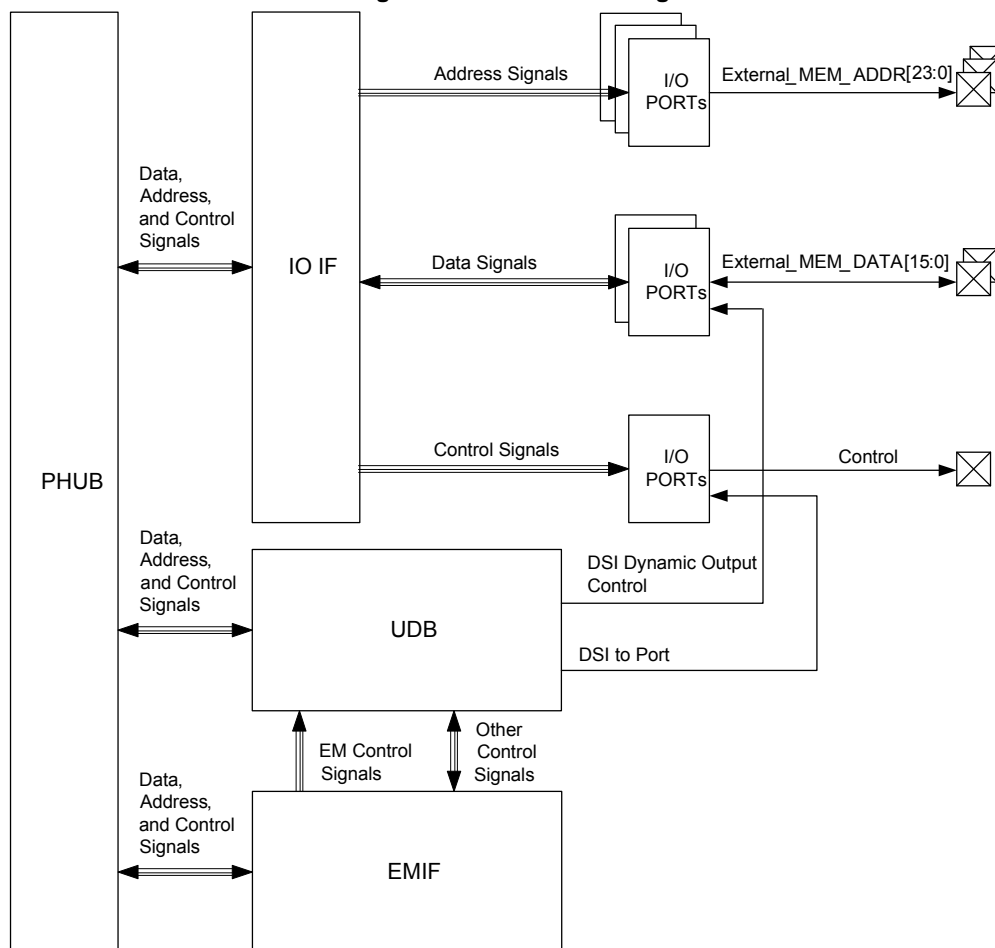 Address Signals
I/O
PORTs
External_MEM_ADDR[23:0]
Data,
Address,
and Control
Signals
IO IF
Data Signals
I/O
PORTs
External_MEM_DATA[15:0]
Control Signals
I/O
PORTs
Control
PHUB
Data,
Address,
and Control
Signals
UDB
DSI Dynamic Output
Control
DSI to Port
EM Control
Signals
Other
Control
Signals
Data,
Address,
and Control
Signals
EMIF